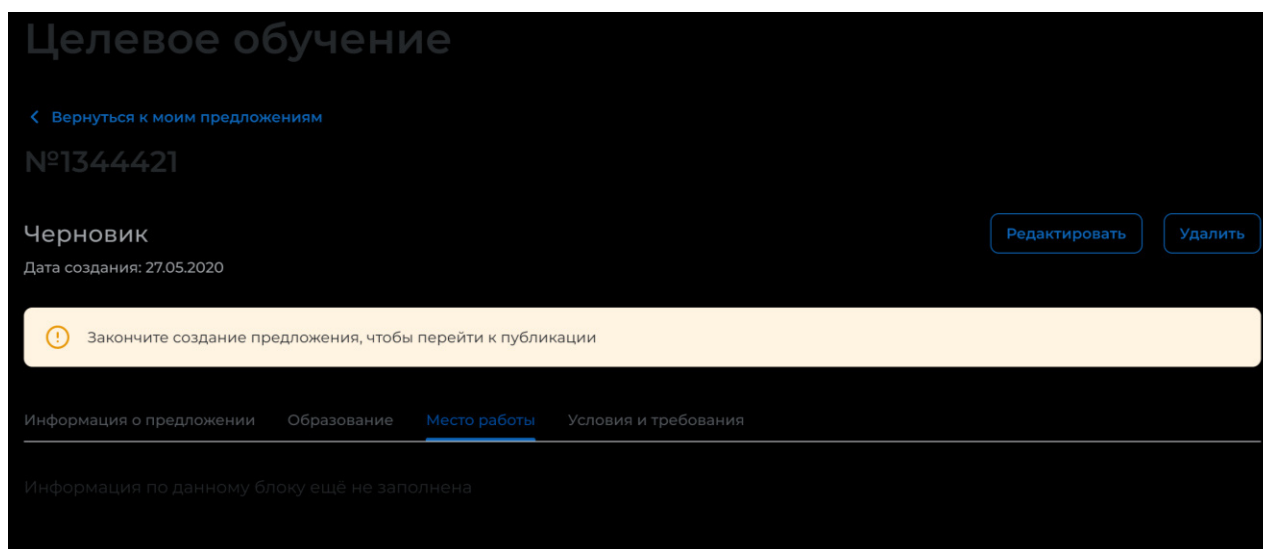 Целевое обучение
Вернуться к моим предложениям
№1344421
Черновик
Редактировать Удалить
Дата создания: 27.05.2020
Закончите создание предложения, чтобы перейти к публикации
Информация о предложении Образование Место работы Условия и требования
Информация по данному блоку ещё не заполнена